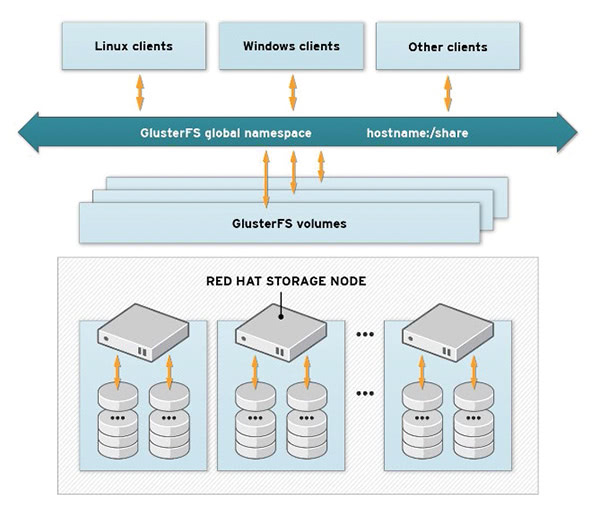 Linux clients
Windows clients
Other clients
GlusterFS global namespace
hostname:/share
GlusterFS volumes
RED HAT STORAGE NODE